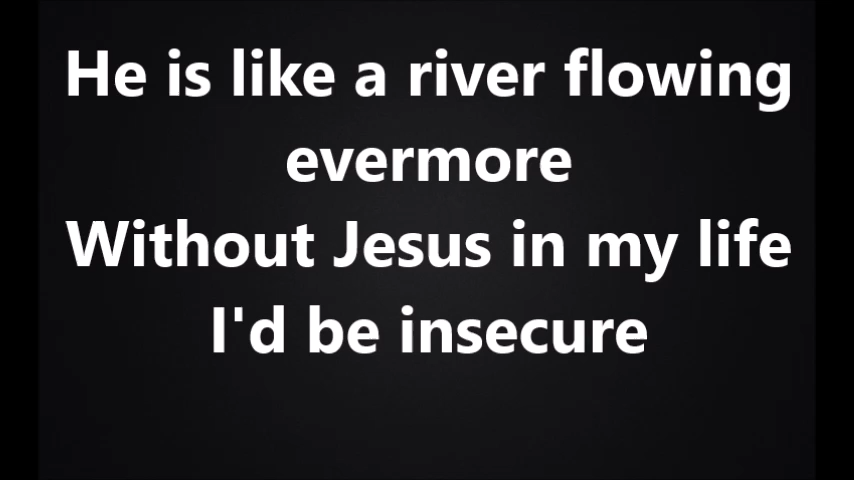 He is like a river flowing
evermore
Without Jesus in my life
I'd be insecure